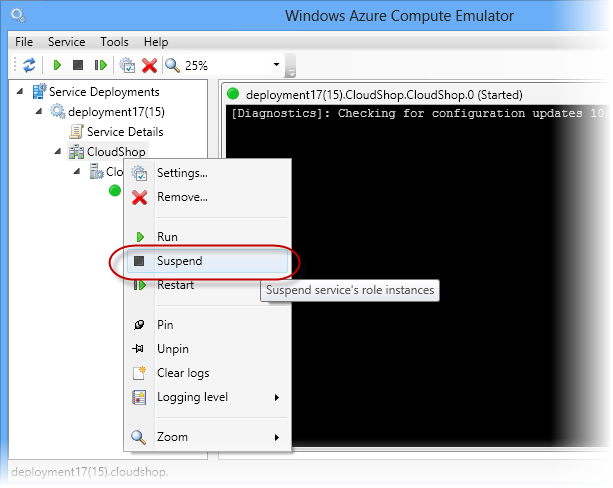 Windows Azure Compute Emulator
File Service Tools Help
25%
Service Deployments
deployment17(15)
Service Details
CloudShop
Clo
deployment17(15).CloudShop.CloudShop.0 (Started)
[Diagnostics]: Checking for configuration updates 10/
Settings...
Remove...
Run
Suspend
Suspend service's role instances
Restart
Pin
Unpin
Clear logs
Logging level
Zoom
deployment17(15).cloudshop.